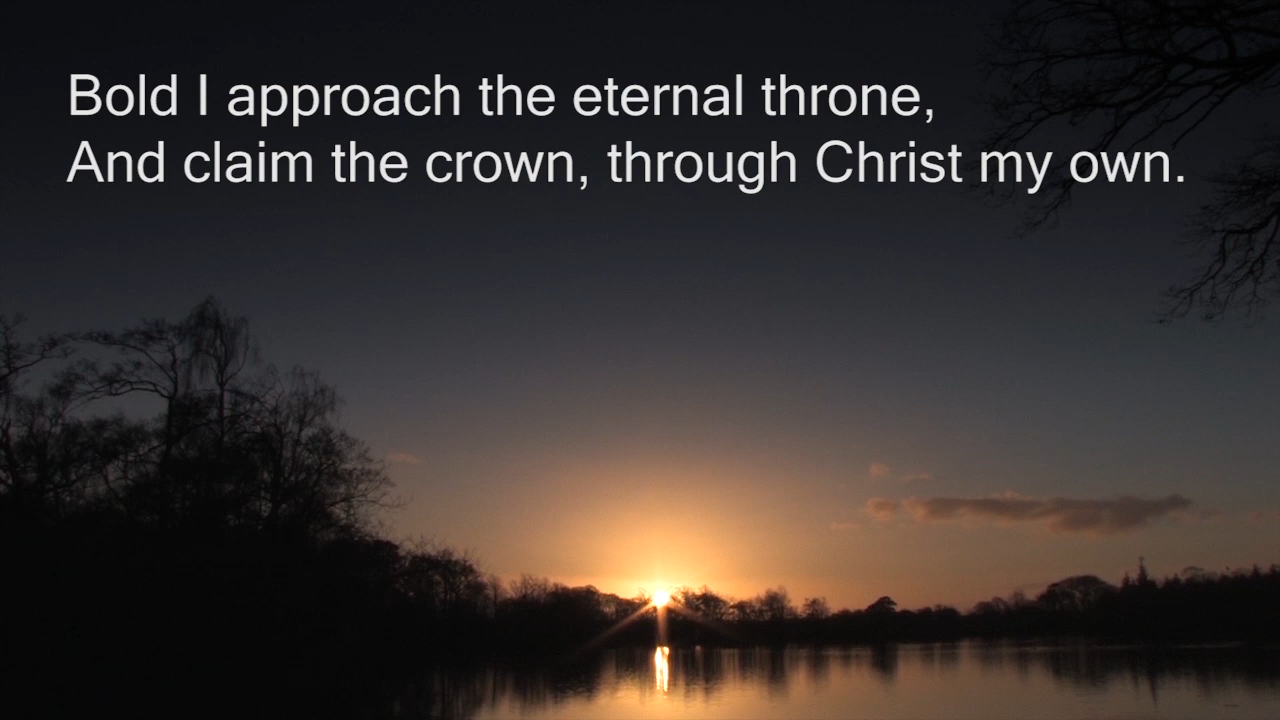 Bold I approach the eternal throne,
And claim the crown, through Christ my own.